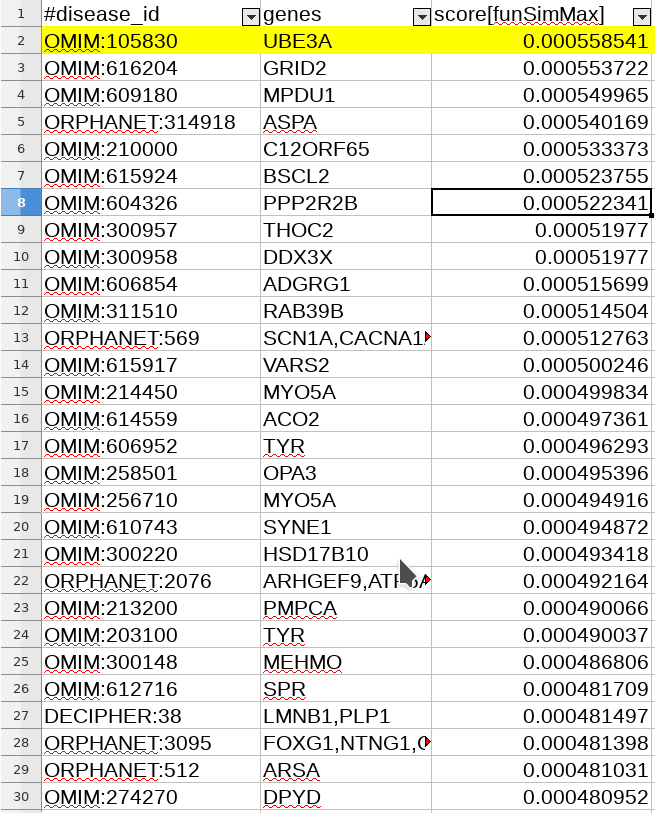 1 #disease_id genes score[funSimMax]
2 OMIM:105830 UBE3A 0.000558541
3 OMIM:616204 GRID2 0.000553722
4 OMIM:609180 MPDU1 0.000549965
5 ORPHANET:314918 ASPA 0.000540169
6 OMIM:210000 C12ORF65 0.000533373
7 OMIM:615924 BSCL2 0.000523755
8 OMIM:604326 PPP2R2B 0.000522341
9 OMIM:300957 THOC2 0.00051977
10 OMIM:300958 DDX3X 0.00051977
11 OMIM:606854 ADGRG1 0.000515699
12 OMIM:311510 RAB39B 0.000514504
13 ORPHANET:569 SCN1A,CACNA1 0.000512763
14 OMIM:615917 VARS2 0.000500246
15 OMIM:214450 MYO5A 0.000499834
16 OMIM:614559 ACO2 0.000497361
17 OMIM:606952 TYR 0.000496293
18 OMIM:258501 OPA3 0.000495396
19 OMIM:256710 MYO5A 0.000494916
20 OMIM:610743 SYNE1 0.000494872
21 OMIM:300220 HSD17B10 0.000493418
22 ORPHANET:2076 ARHGEF9, 0.000492164
23 OMIM:213200 PMPCA 0.000490066
24 OMIM:203100 TYR 0.000490037
25 OMIM:300148 MEHMO 0.000486806
26 OMIM:612716 SPR 0.000481709
27 DECIPHER:38 LMNB1,PLP1 0.000481497
28 ORPHANET:3095 FOXG1,NTNG1, 0.000481398
29 ORPHANET:512 ARSA 0.000481031
30 OMIM:274270 DPYD 0.000480952